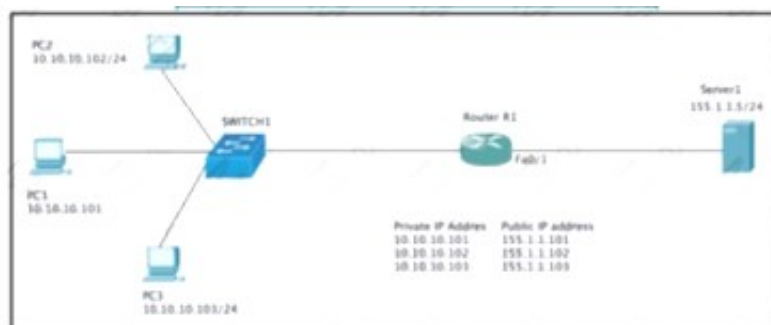 PC2
10.10.10.102/24
SWITCH1
Router R1
Fa0/1
Server1
155.1.1.5/24
PC1
10.10.10.101
PC3
10.10.10.103/24
Private IP Addres Public IP address
10.10.10.101 155.1.1.101
10.10.10.102 155.1.1.102
10.10.10.103 155.1.1.103